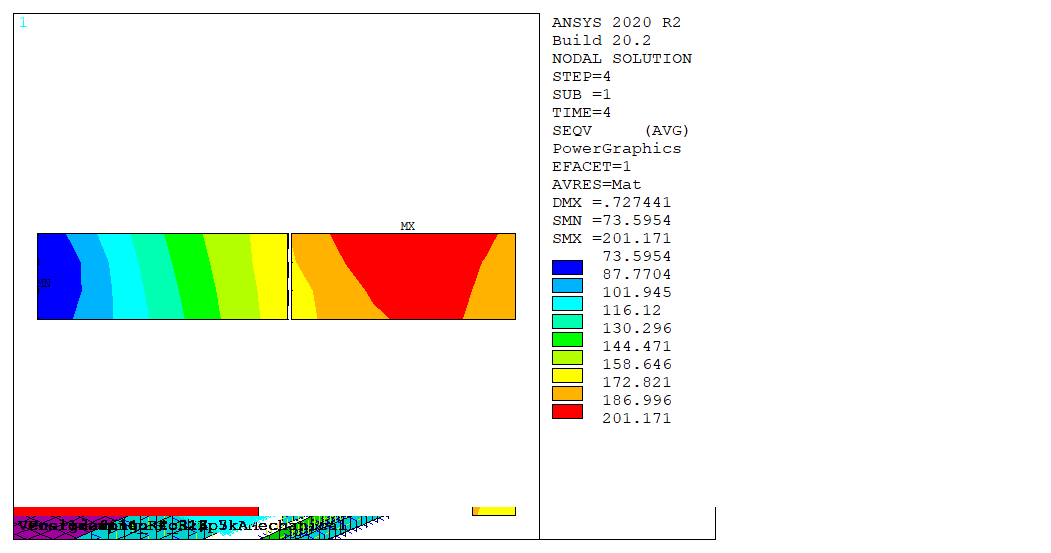 1
ANSYS 2020 R2
Build 20.2
NODAL SOLUTION
STEP=4
SUB =1
TIME=4
SEQV (AVG)
PowerGraphics
EFACET=1
AVRES=Mat
DMX =.727441
SMN =73.5954
SMX =201.171
73.5954
87.7704
101.945
116.12
130.296
144.471
158.646
172.821
186.996
201.171
MX